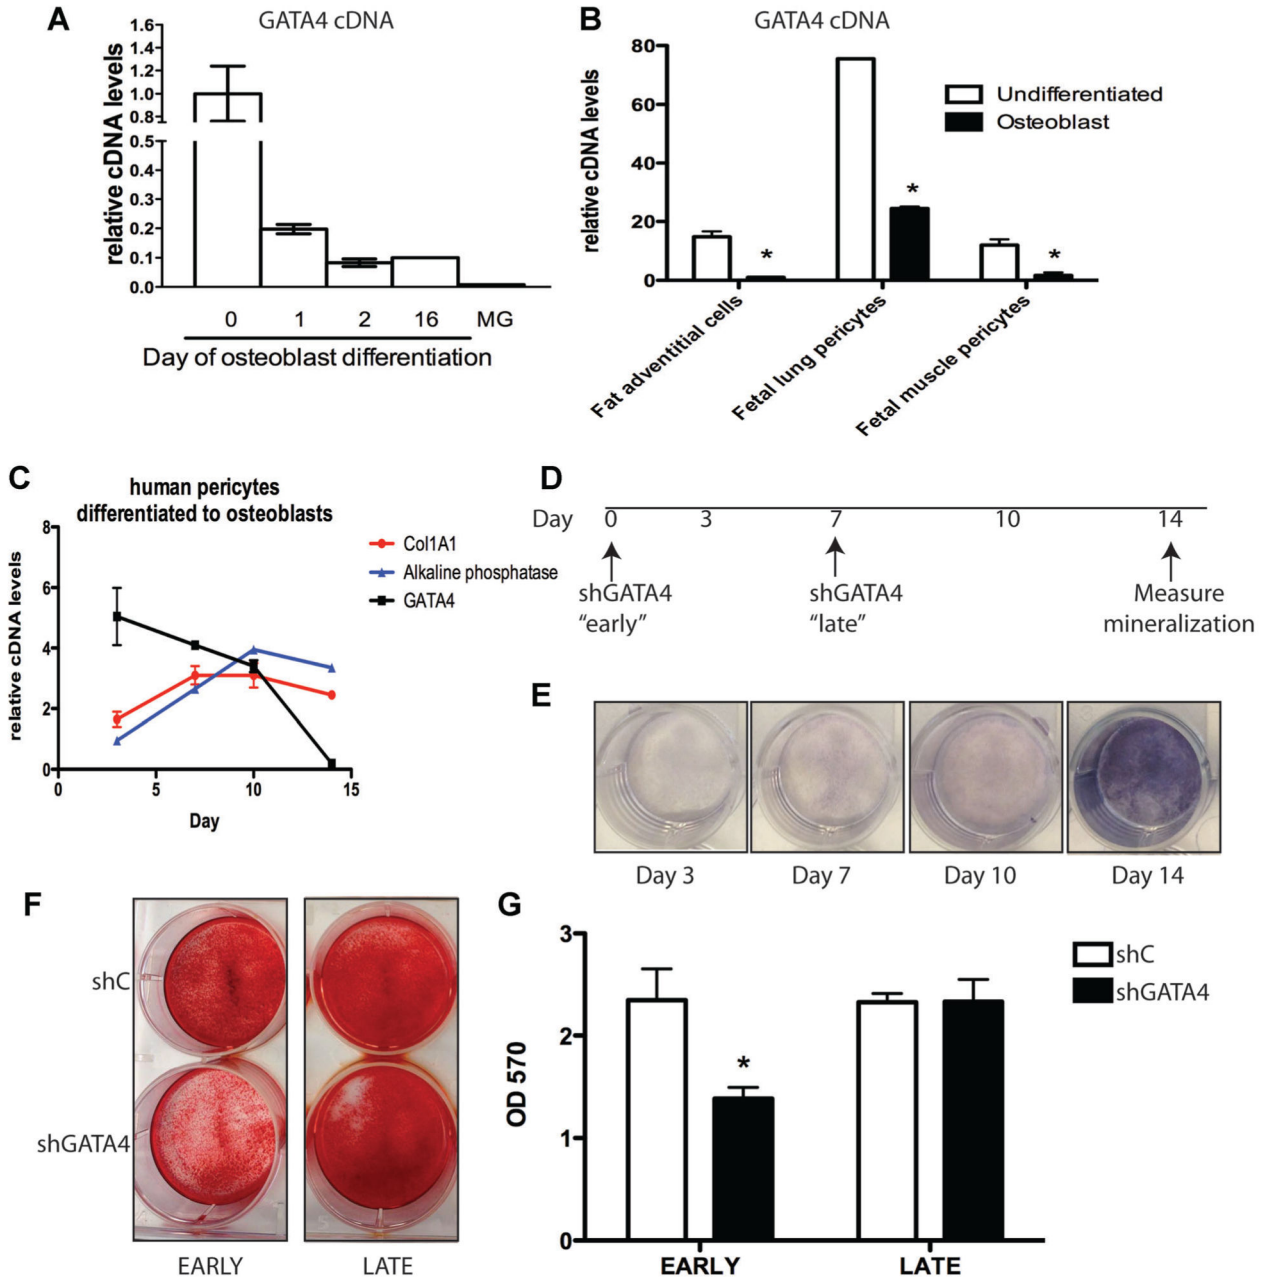 A
GATA4 cDNA
relative cDNA levels
1.6
1.4
1.2
1.0
0.8
0.5
0.4
0.3
0.2
0.1
0.0
0 1 2 16 MG
Day of osteoblast differentiation
B
GATA4 cDNA
relative cDNA levels
80
60
40
20
0
Undifferentiated
Osteoblast
*
*
*
Fat adventitial cells
Fetal lung pericytes
Fetal muscle pericytes
C
human pericytes
differentiated to osteoblasts
relative cDNA levels
8
6
4
2
0
0 5 10 15
Day
Col1A1
Alkaline phosphatase
GATA4
D
Day 0 3 7 10 14
shGATA4
"early"
shGATA4
"late"
Measure
mineralization
E
Day 3
Day 7
Day 10
Day 14
F
shC
shGATA4
EARLY
LATE
G
OD 570
3
2
1
0
*
EARLY
LATE
shC
shGATA4